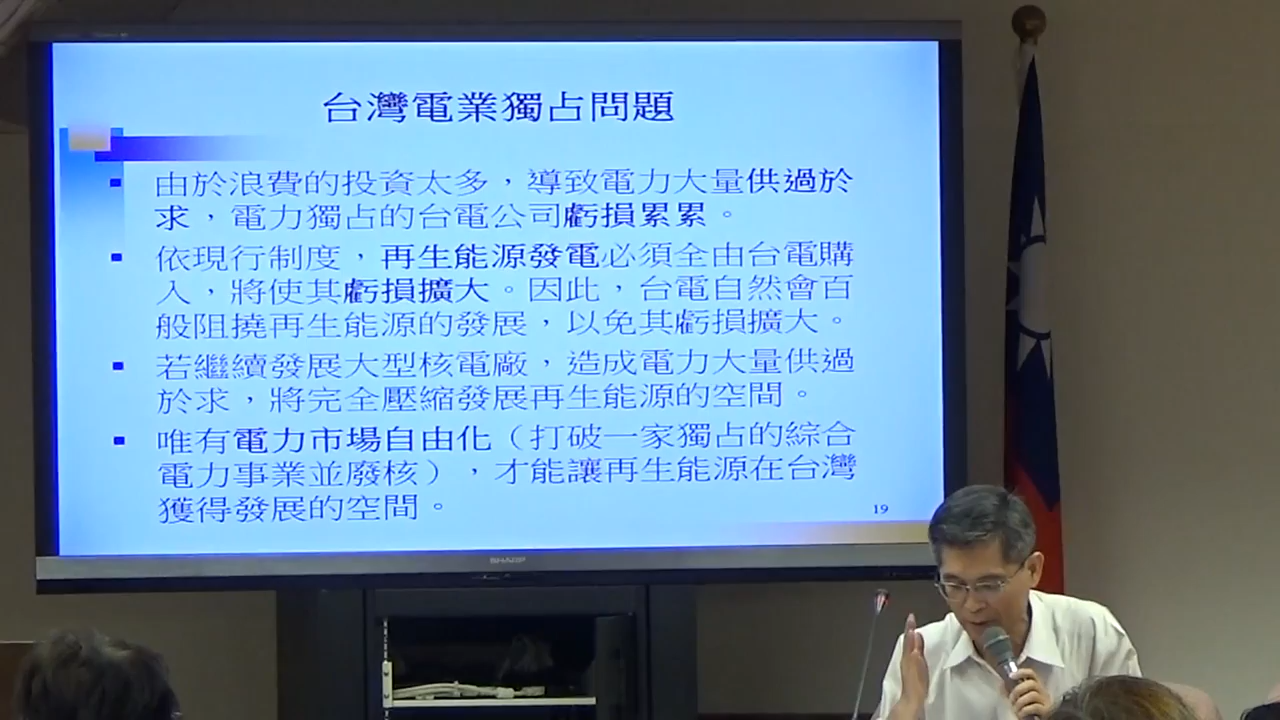 台灣電業獨占問題
由於浪費的投資太多，導致電力大量供過於
求，電力獨占的台電公司虧損累累。
依現行制度，再生能源發電必須全由台電購
入，將使其虧損擴大。因此，台電自然會百
般阻撓再生能源的發展，以免其虧損擴大。
若繼續發展大型核電廠，造成電力大量供過
於求，將完全壓縮發展再生能源的空間。
唯有電力市場自由化（打破一家獨占的綜合
電力事業並廢核），才能讓再生能源在台灣
獲得發展的空間。
19
SHARP